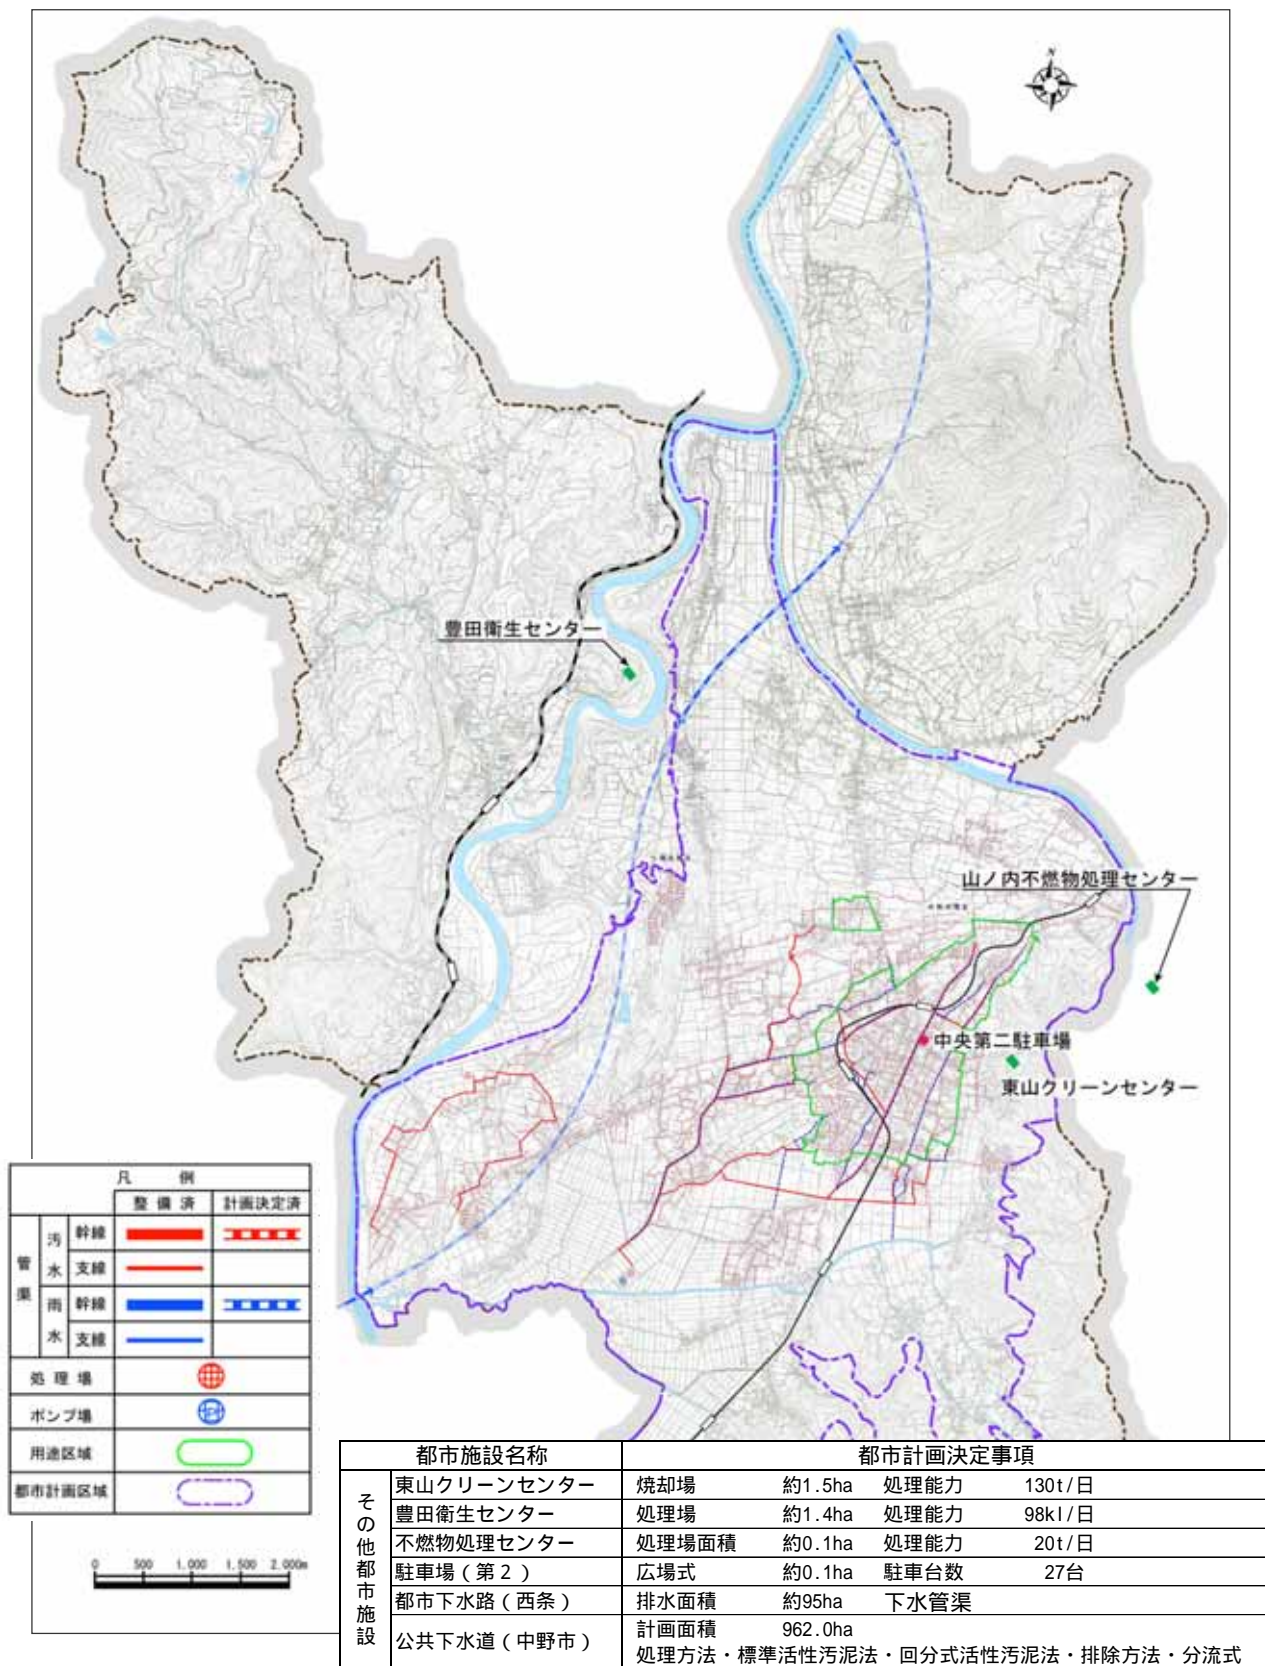 N
豊田衛生センター
山ノ内不燃物処理センター
中央第二駐車場
東山クリーンセンター
凡 例
整備済 計画決定済
管渠 汚水 幹線
支線
雨水 幹線
支線
処理場
ポンプ場
用途区域
都市計画区域
0 500 1,000 1,500 2,000m
都市施設名称 都市計画決定事項
その他都市施設
東山クリーンセンター 焼却場 約1.5ha 処理能力 130t/日
豊田衛生センター 処理場 約1.4ha 処理能力 98kl/日
不燃物処理センター 処理場面積 約0.1ha 処理能力 20t/日
駐車場(第2) 広場式 約0.1ha 駐車台数 27台
都市下水路(西条) 排水面積 約95ha 下水管渠
公共下水道(中野市) 計画面積 962.0ha
処理方法・標準活性汚泥法・回分式活性汚泥法・排除方法・分流式